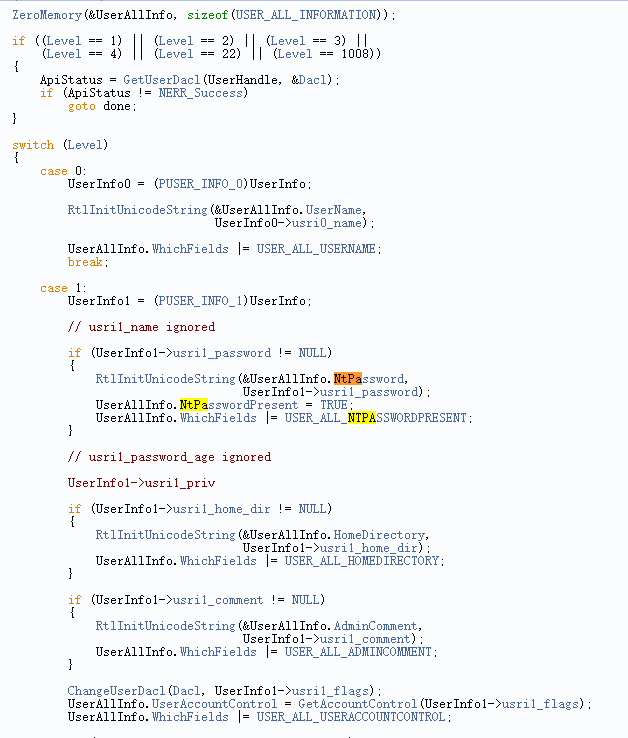 ZeroMemory(&UserAllInfo, sizeof(USER_ALL_INFORMATION));
if ((Level == 1) || (Level == 2) || (Level == 3) ||
(Level == 4) || (Level == 22) || (Level == 1008))
{
ApiStatus = GetUserDacl(UserHandle, &Dacl);
if (ApiStatus != NERR_Success)
goto done;
}
switch (Level)
{
case 0:
UserInfo0 = (PUSER_INFO_0)UserInfo;
RtlInitUnicodeString(&UserAllInfo.UserName,
UserInfo0->usri0_name);
UserAllInfo.WhichFields |= USER_ALL_USERNAME;
break;
case 1:
UserInfo1 = (PUSER_INFO_1)UserInfo;
// usri1_name ignored
if (UserInfo1->usri1_password != NULL)
{
RtlInitUnicodeString(&UserAllInfo.NtPassword,
UserInfo1->usri1_password);
UserAllInfo.NtPasswordPresent = TRUE;
UserAllInfo.WhichFields |= USER_ALL_NTPASSWORDPRESENT;
}
// usri1_password_age ignored
UserInfo1->usri1_priv
if (UserInfo1->usri1_home_dir != NULL)
{
RtlInitUnicodeString(&UserAllInfo.HomeDirectory,
UserInfo1->usri1_home_dir);
UserAllInfo.WhichFields |= USER_ALL_HOMEDIRECTORY;
}
if (UserInfo1->usri1_comment != NULL)
{
RtlInitUnicodeString(&UserAllInfo.AdminComment,
UserInfo1->usri1_comment);
UserAllInfo.WhichFields |= USER_ALL_ADMINCOMMENT;
}
ChangeUserDacl(Dacl, UserInfo1->usri1_flags);
UserAllInfo.UserAccountControl = GetAccountControl(UserInfo1->usri1_flags);
UserAllInfo.WhichFields |= USER_ALL_USERACCOUNTCONTROL;